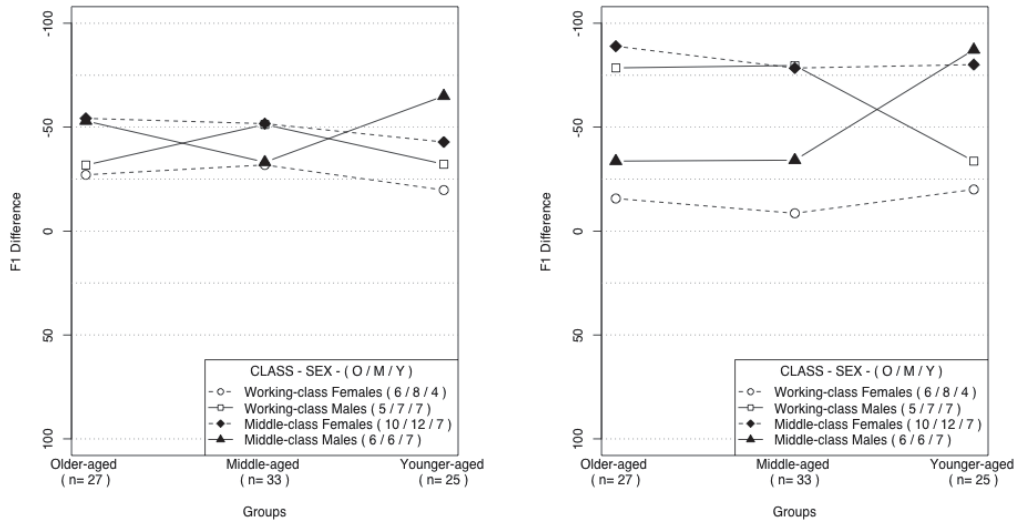 -100
-50
0
50
100
F1 Difference
CLASS - SEX - ( O / M / Y )
Working-class Females ( 6 / 8 / 4 )
Working-class Males ( 5 / 7 / 7 )
Middle-class Females ( 10 / 12 / 7 )
Middle-class Males ( 6 / 6 / 7 )
Older-aged
( n= 27 )
Middle-aged
( n= 33 )
Younger-aged
( n= 25 )
Groups
-100
-50
0
50
100
F1 Difference
CLASS - SEX - ( O / M / Y )
Working-class Females ( 6 / 8 / 4 )
Working-class Males ( 5 / 7 / 7 )
Middle-class Females ( 10 / 12 / 7 )
Middle-class Males ( 6 / 6 / 7 )
Older-aged
( n= 27 )
Middle-aged
( n= 33 )
Younger-aged
( n= 25 )
Groups